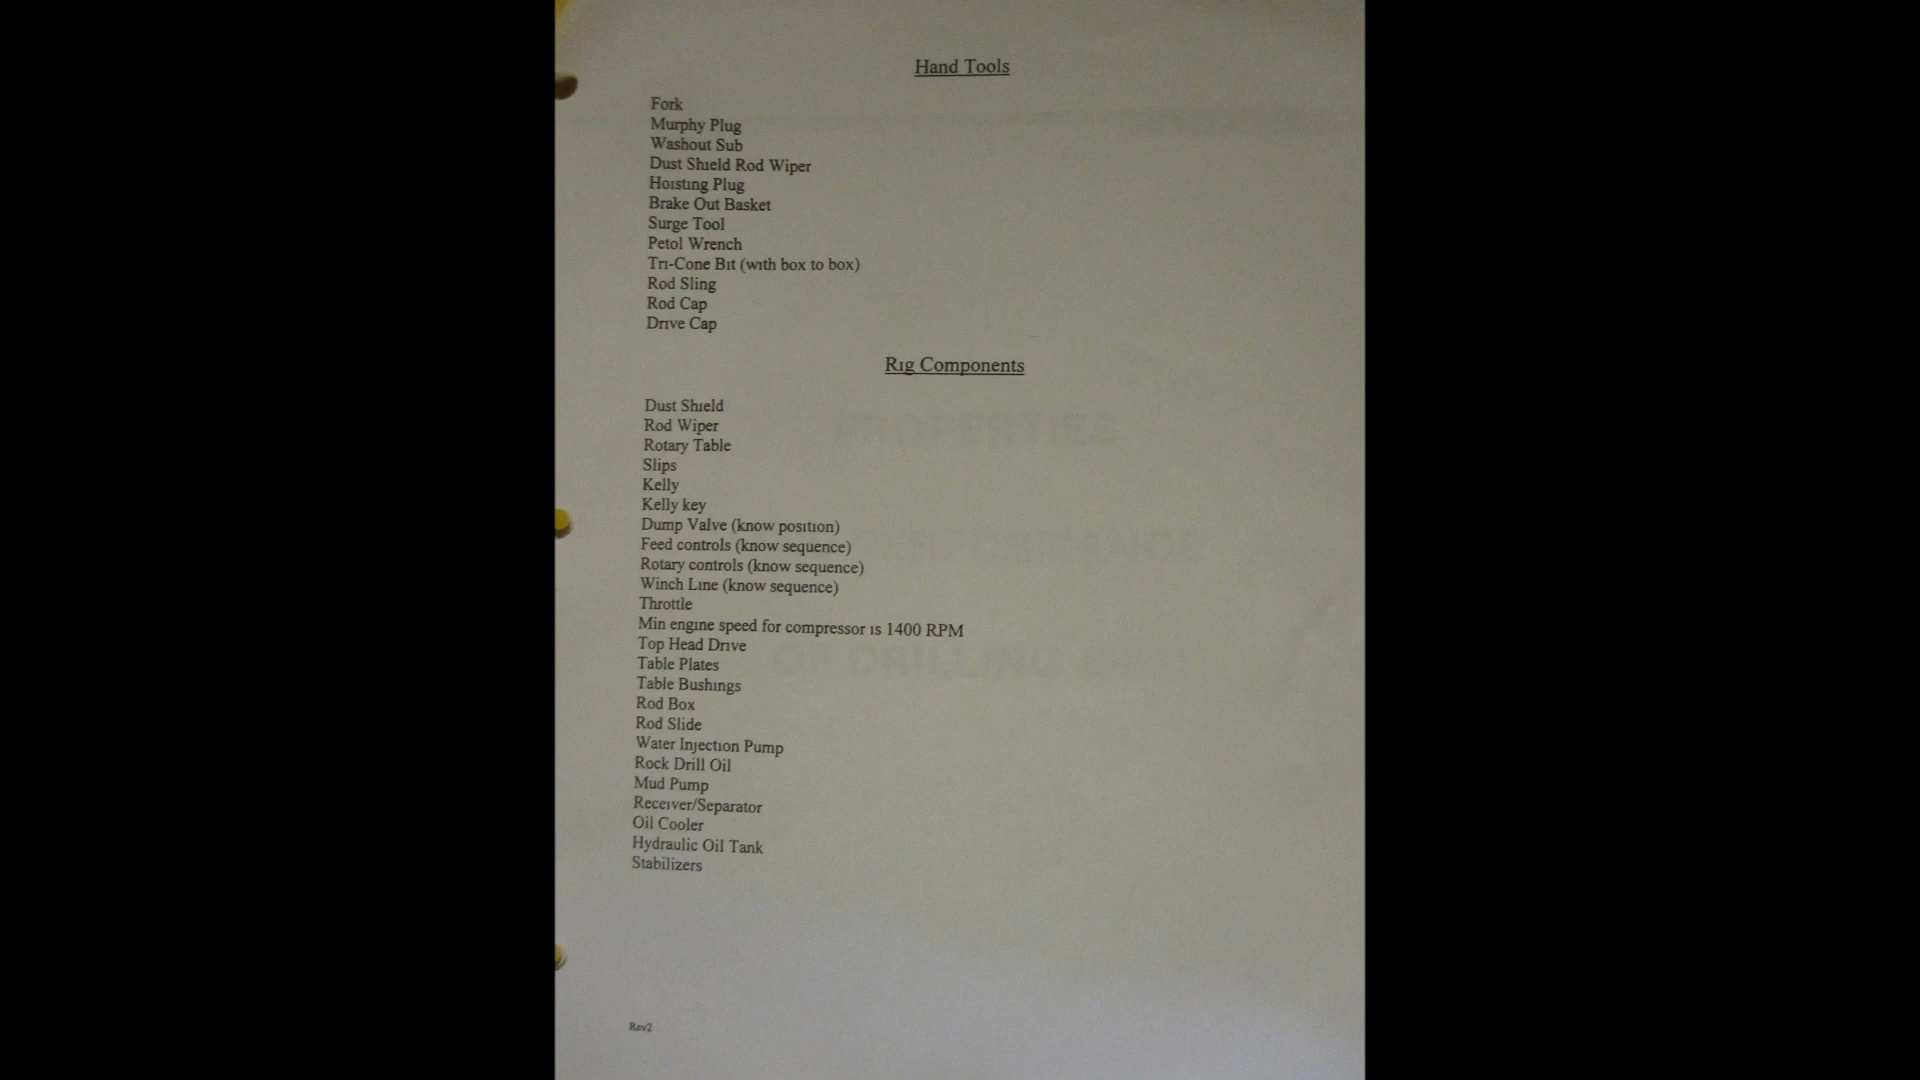 Hand Tools
Fork
Murphy Plug
Washout Sub
Dust Shield Rod Wiper
Hoisting Plug
Brake Out Basket
Surge Tool
Petol Wrench
Tri-Cone Bit (with box to box)
Rod Sling
Rod Cap
Drive Cap
Rig Components
Dust Shield
Rod Wiper
Rotary Table
Slips
Kelly
Kelly key
Dump Valve (know position)
Feed controls (know sequence)
Rotary controls (know sequence)
Winch Line (know sequence)
Throttle
Min engine speed for compressor is 1400 RPM
Top Head Drive
Table Plates
Table Bushings
Rod Box
Rod Slide
Water Injection Pump
Rock Drill Oil
Mud Pump
Receiver/Separator
Oil Cooler
Hydraulic Oil Tank
Stabilizers
Rev2